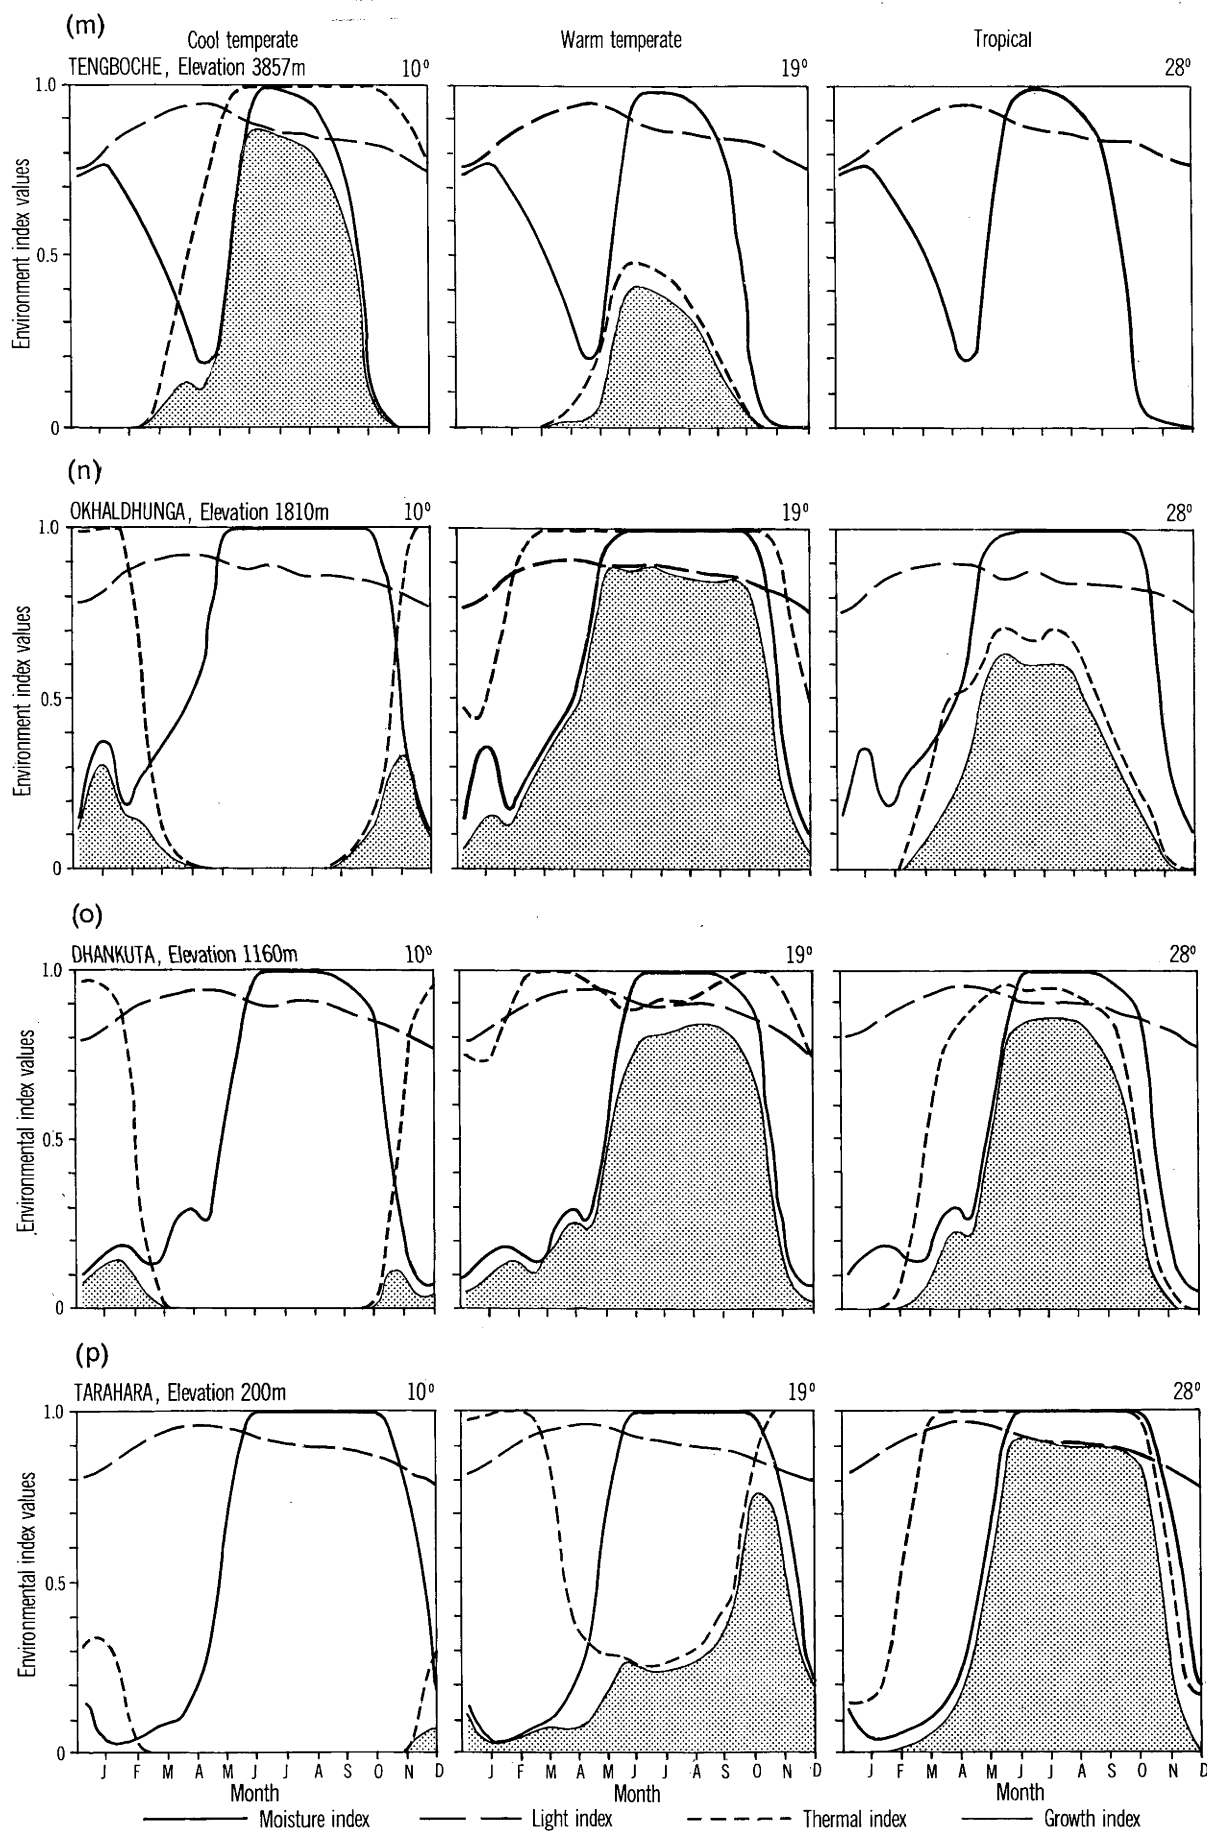 (m)
Cool temperate Warm temperate Tropical
TENGBOCHE, Elevation 3857m 10° 19° 28°
1.0
0.5
0
Environment index values
(n)
OKHALDHUNGA, Elevation 1810m 10° 19° 28°
1.0
0.5
0
Environment index values
(o)
DHANKUTA, Elevation 1160m 10° 19° 28°
1.0
0.5
0
Environmental index values
(p)
TARAHARA, Elevation 200m 10° 19° 28°
1.0
0.5
0
Environmental index values
J F M A M J J A S O N D J F M A M J J A S O N D J F M A M J J A S O N D
Month Month Month
Moisture index Light index Thermal index Growth index